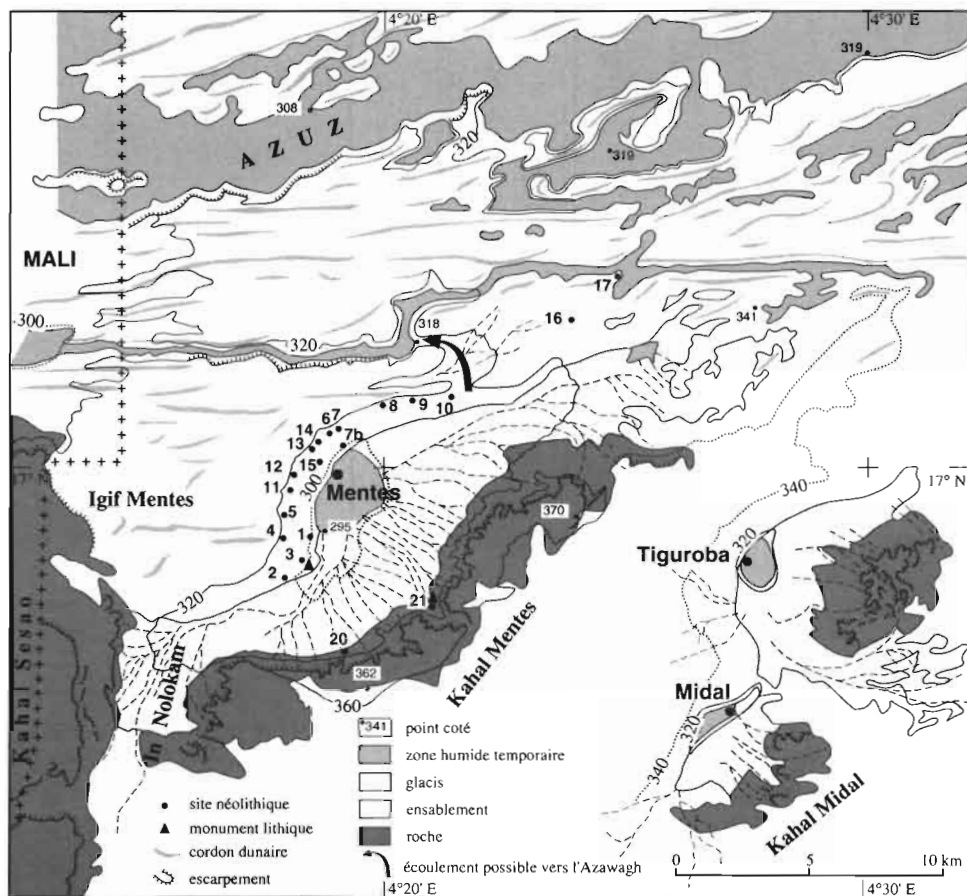 4°20' E
4°30' E
319
308
A Z U Z
320
319
MALI
17
341
300
16
320
318
8
9
10
6
7
14
13
7b
12
15
300
11
Mentes
17° N
Igif Mentes
340
5
4
1
295
370
3
2
320
Tiguroba
21
320
Kahal Sesao
In Nolokam
20
362
360
Kahal Mentes
Midal
320
340
Kahal Midal
341 point coté
zone humide temporaire
glacis
ensablement
roche
écoulement possible vers l'Azawagh
site néolithique
monument lithique
cordon dunaire
escarpement
0 5 10 km
4°20' E
4°30' E